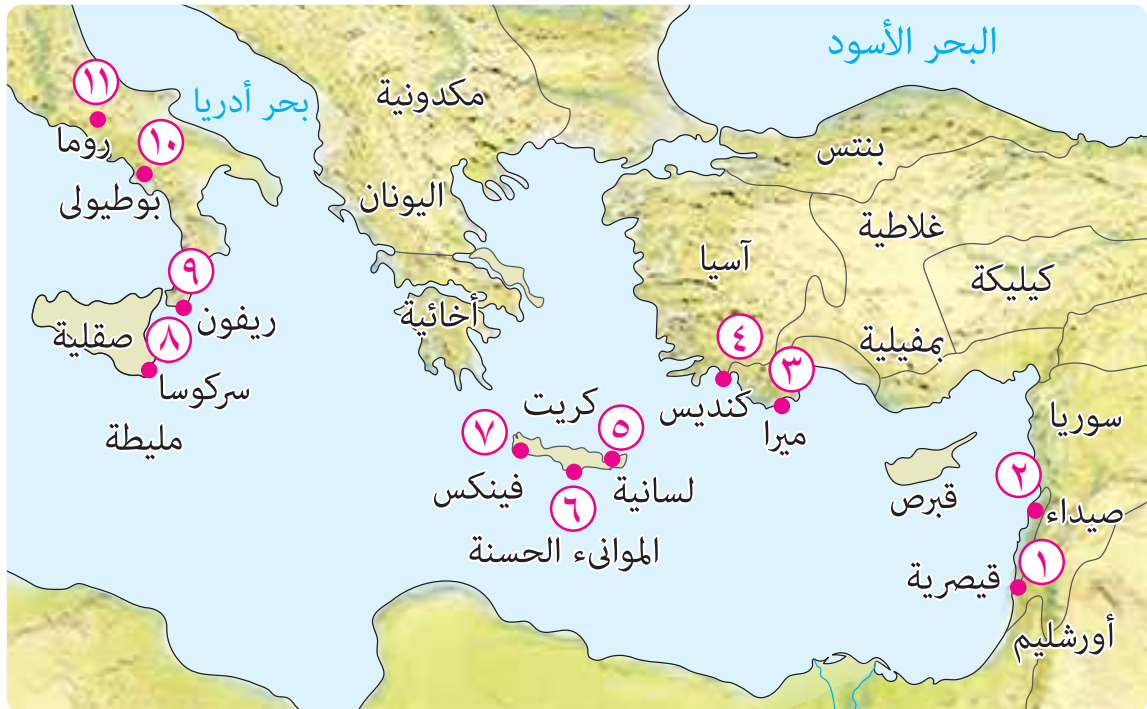 البحر الأسود
بحر أدريا
مكدونية
١١
روما
١٠
بوطيولى
بنتس
اليونان
غلاطية
آسيا
كيليكة
٩
ريفون
أخائية
صقلية
٨
سركوسا
مليطة
بمفيلية
٤
كنديس
٣
ميرا
سوريا
كريت
٥
لسانية
٧
فينكس
٦
الموانىء الحسنة
قبرص
٢
صيداء
١
قيصرية
أورشليم